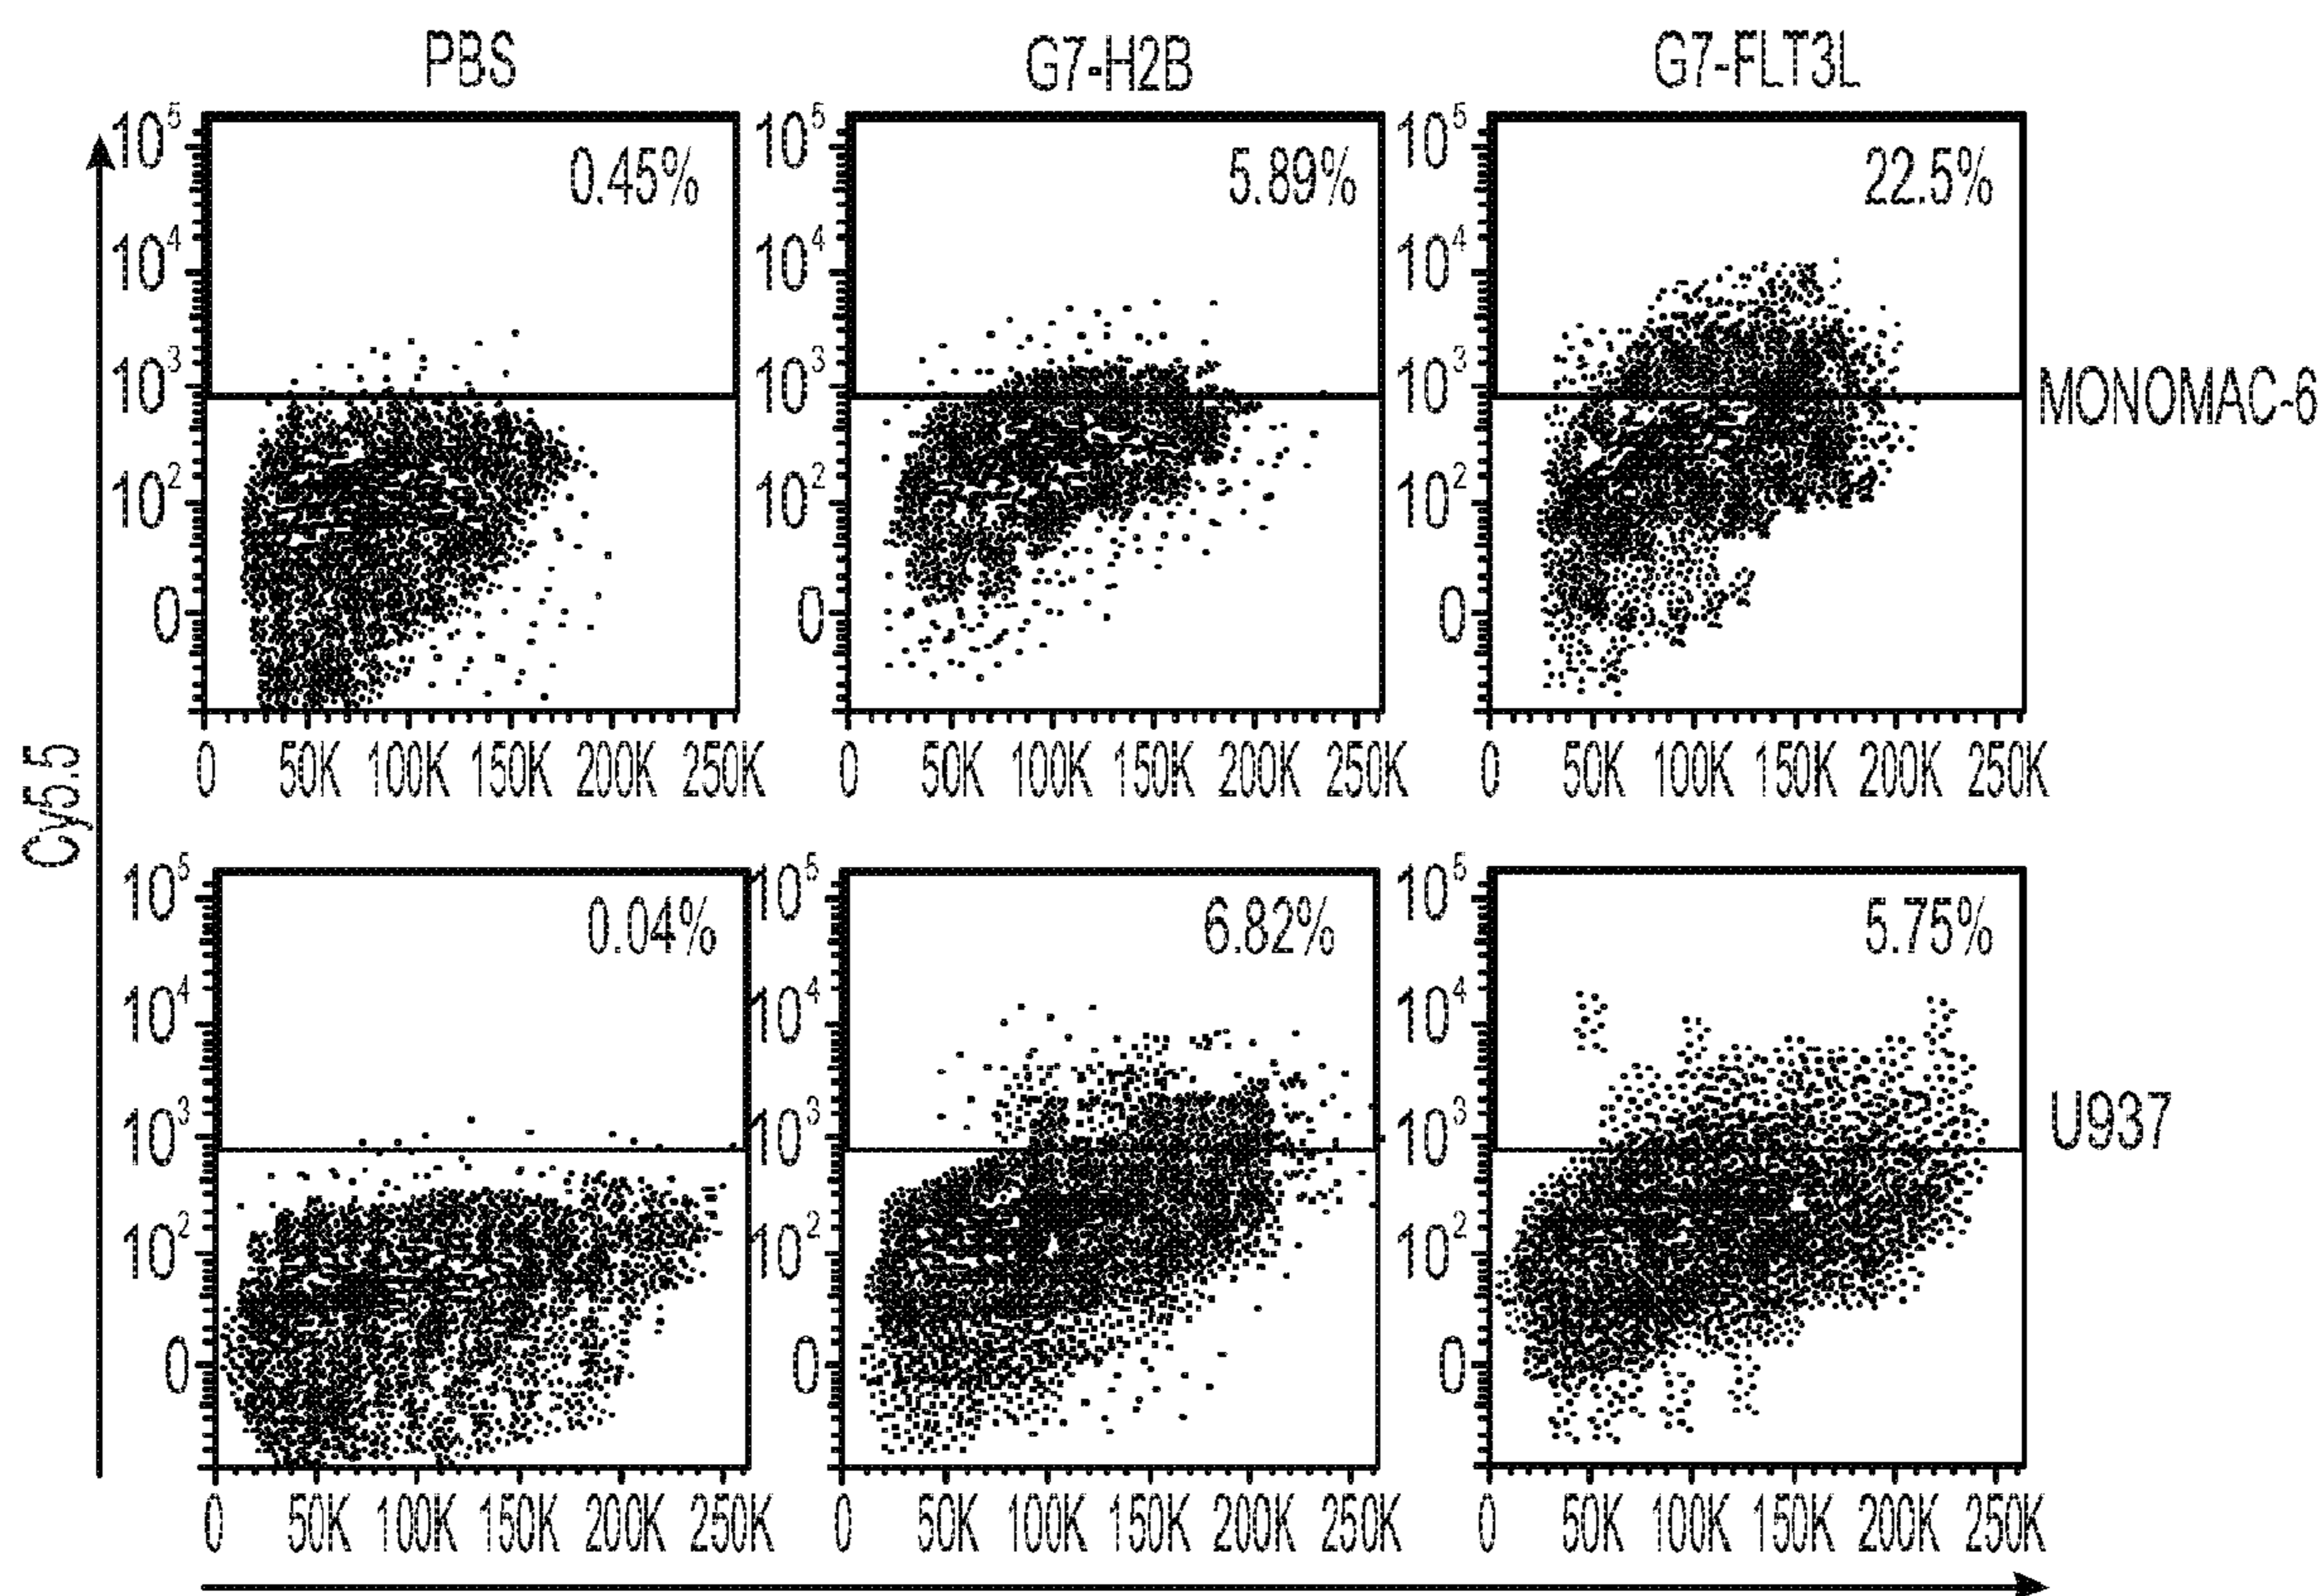 PBS G7-H2B G7-FLT3L
10^5 10^5 10^5
0.45% 5.89% 22.5%
10^4 10^4 10^4
10^3 10^3 10^3
MONOMAC-6
10^2 10^2 10^2
0 0 0
0 50K 100K 150K 200K 250K 0 50K 100K 150K 200K 250K 0 50K 100K 150K 200K 250K
Cy5.5
10^5 10^5 10^5
0.04% 6.82% 5.75%
10^4 10^4 10^4
10^3 10^3 10^3
U937
10^2 10^2 10^2
0 0 0
0 50K 100K 150K 200K 250K 0 50K 100K 150K 200K 250K 0 50K 100K 150K 200K 250K